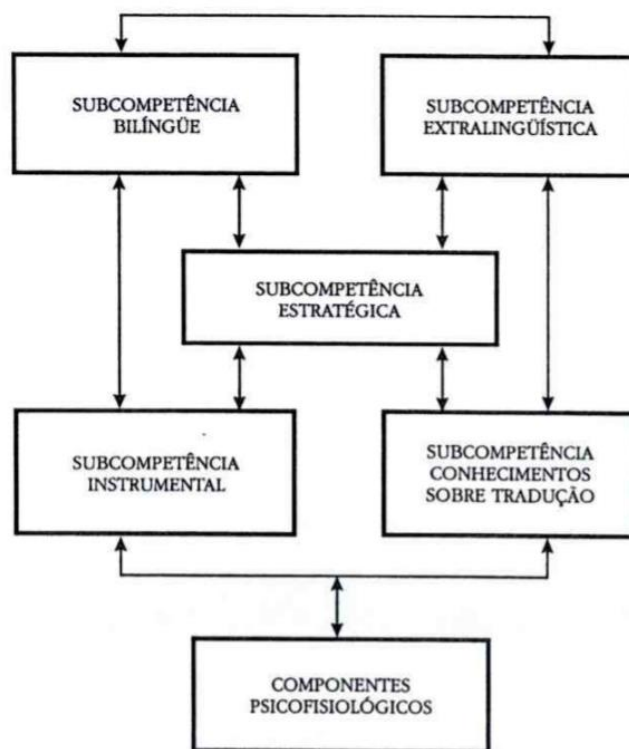 SUBCOMPETÊNCIA
BILÍNGÜE
SUBCOMPETÊNCIA
EXTRALINGÜÍSTICA
SUBCOMPETÊNCIA
ESTRATÉGICA
SUBCOMPETÊNCIA
INSTRUMENTAL
SUBCOMPETÊNCIA
CONHECIMENTOS
SOBRE TRADUÇÃO
COMPONENTES
PSICOFISIOLÓGICOS